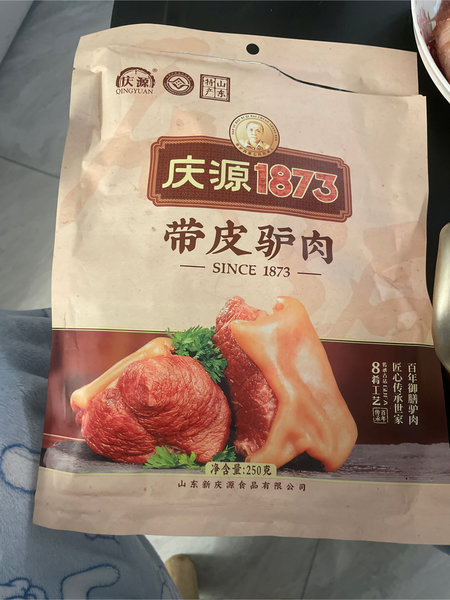 庆源®
QINGYUAN
山东
特产
庆源1873
带皮驴肉
SINCE 1873
百年御膳驴肉
匠心传承世家
8艺
净含量:250克
山东新庆源食品有限公司